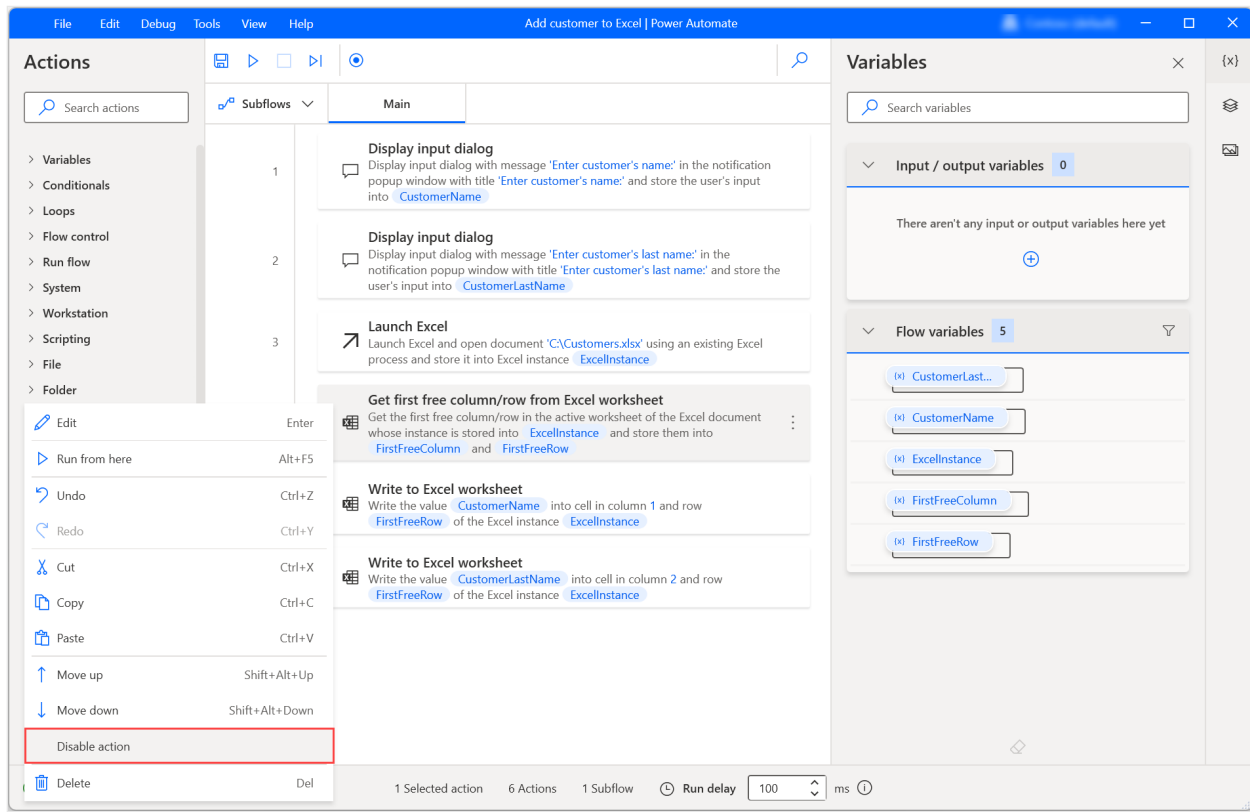 File Edit Debug Tools View Help
Add customer to Excel | Power Automate
Actions
Search actions
Variables
Conditionals
Loops
Flow control
Run flow
System
Workstation
Scripting
File
Folder
Edit Enter
Run from here Alt+F5
Undo Ctrl+Z
Redo Ctrl+Y
Cut Ctrl+X
Copy Ctrl+C
Paste Ctrl+V
Move up Shift+Alt+Up
Move down Shift+Alt+Down
Disable action
Delete Del
Subflows
Main
1
Display input dialog
Display input dialog with message 'Enter customer's name:' in the notification
popup window with title 'Enter customer's name:' and store the user's input
into CustomerName
2
Display input dialog
Display input dialog with message 'Enter customer's last name:' in the
notification popup window with title 'Enter customer's last name:' and store the
user's input into CustomerLastName
3
Launch Excel
Launch Excel and open document 'C:\Customers.xlsx' using an existing Excel
process and store it into Excel instance ExcelInstance
Get first free column/row from Excel worksheet
Get the first free column/row in the active worksheet of the Excel document
whose instance is stored into ExcelInstance and store them into
FirstFreeColumn and FirstFreeRow
Write to Excel worksheet
Write the value CustomerName into cell in column 1 and row
FirstFreeRow of the Excel instance ExcelInstance
Write to Excel worksheet
Write the value CustomerLastName into cell in column 2 and row
FirstFreeRow of the Excel instance ExcelInstance
Variables
{x}
Search variables
Input / output variables 0
There aren't any input or output variables here yet
Flow variables 5
(x) CustomerLast...
(x) CustomerName
(x) ExcelInstance
(x) FirstFreeColumn
(x) FirstFreeRow
1 Selected action 6 Actions 1 Subflow Run delay 100 ms